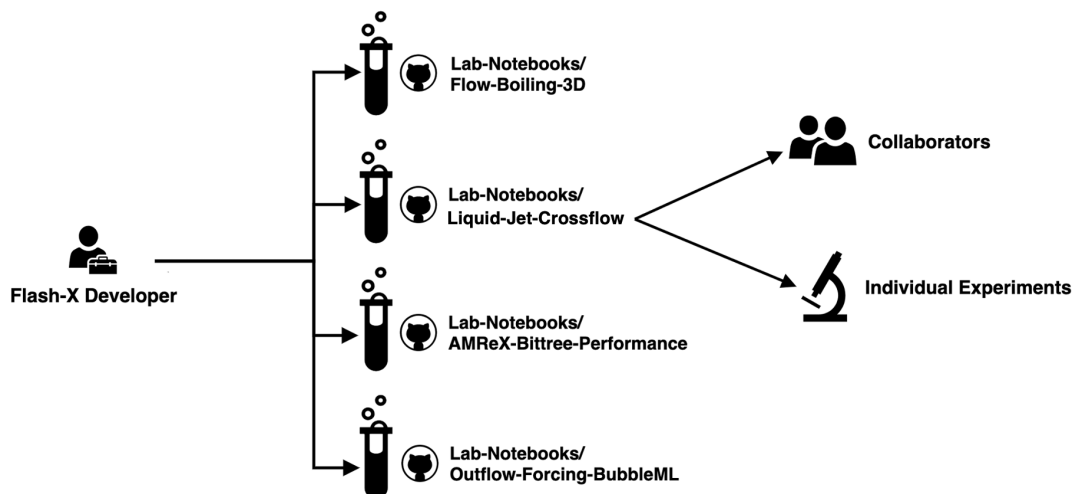 Lab-Notebooks/
Flow-Boiling-3D
Lab-Notebooks/
Liquid-Jet-Crossflow
Collaborators
Flash-X Developer
Individual Experiments
Lab-Notebooks/
AMReX-Bittree-Performance
Lab-Notebooks/
Outflow-Forcing-BubbleML